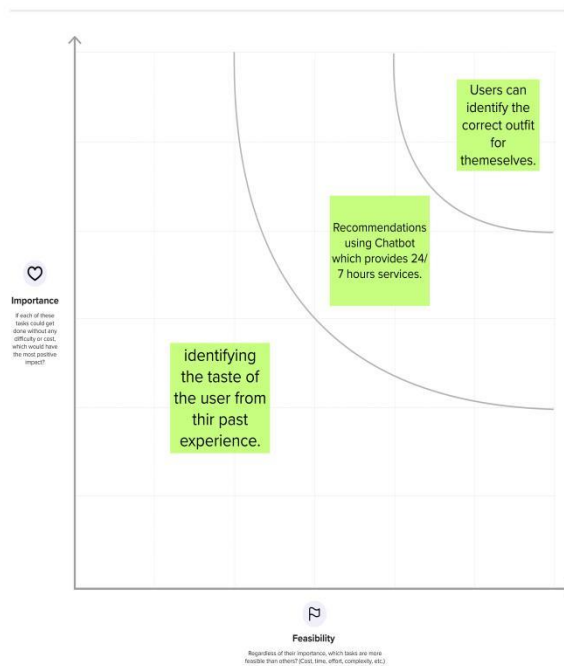 Users can
identify the
correct outfit
for
themeselves.
Recommendations
using Chatbot
which provides 24/
7 hours services.
Importance
If each of these
tasks could get
done without any
difficulty or cost,
which would have
the most positive
impact?
identifying
the taste of
the user from
thir past
experience.
Feasibility
Regardless of their importance, which tasks are more
feasible than others? (Cost, time, effort, complexity, etc.)